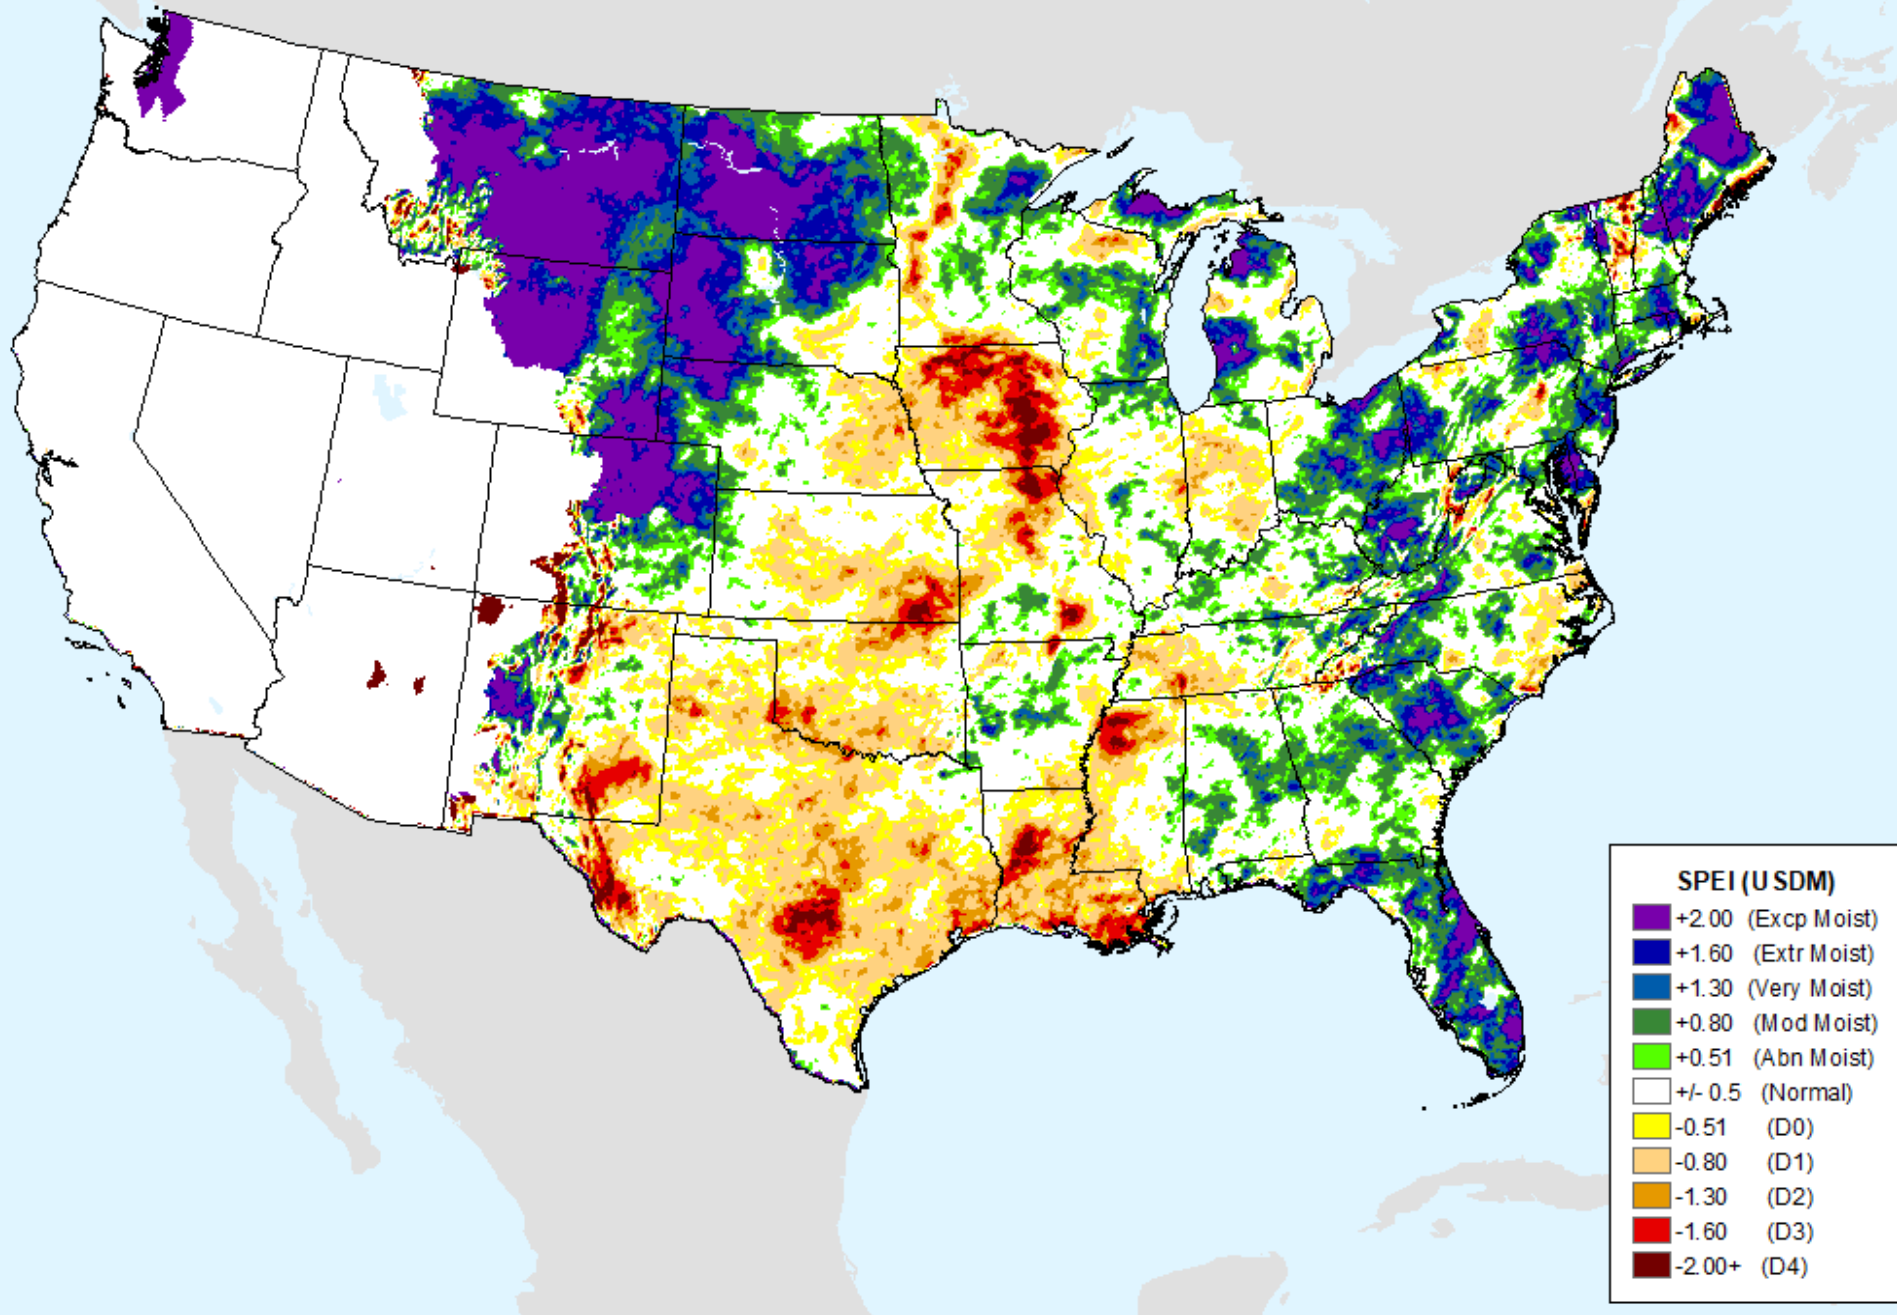 SPEI (USDM)
+2.00 (Excp Moist)
+1.60 (Extr Moist)
+1.30 (Very Moist)
+0.80 (Mod Moist)
+0.51 (Abn Moist)
+/- 0.5 (Normal)
-0.51 (D0)
-0.80 (D1)
-1.30 (D2)
-1.60 (D3)
-2.00+ (D4)